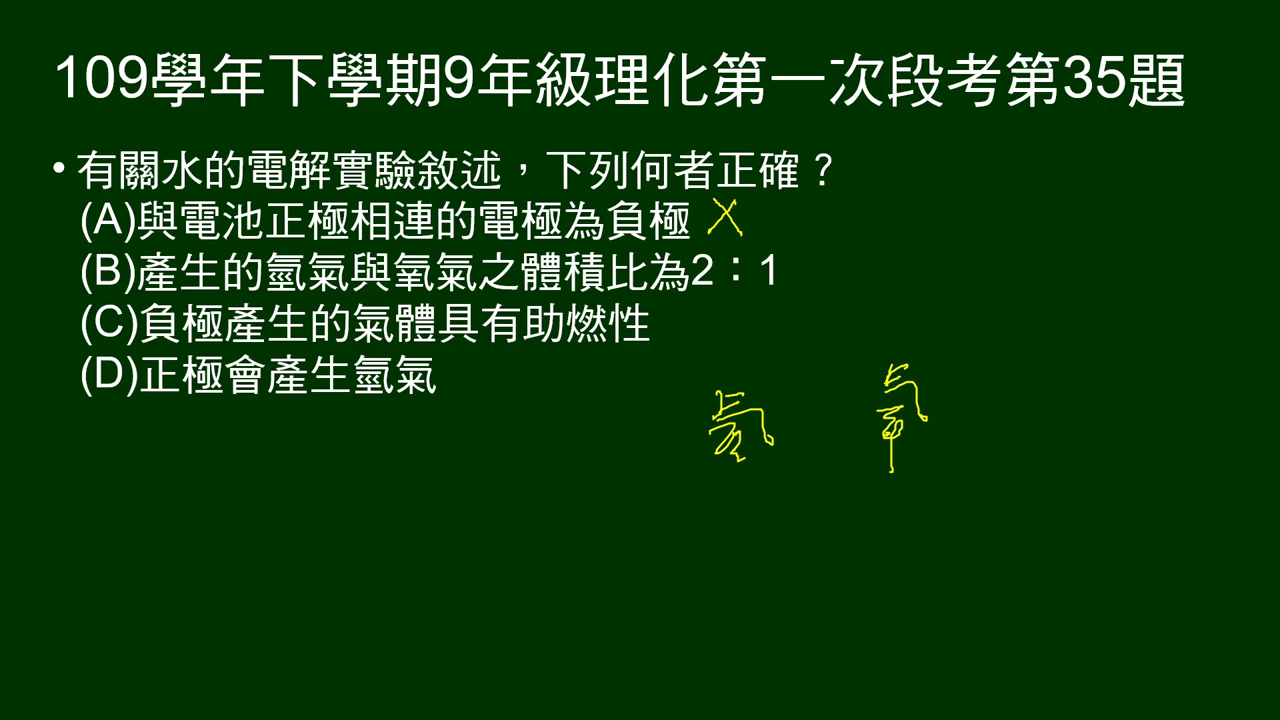 109學年下學期9年級理化第一次段考第35題
• 有關水的電解實驗敘述，下列何者正確？
(A)與電池正極相連的電極為負極 X
(B)產生的氫氣與氧氣之體積比為2：1
(C)負極產生的氣體具有助燃性
(D)正極會產生氫氣
氫 氧